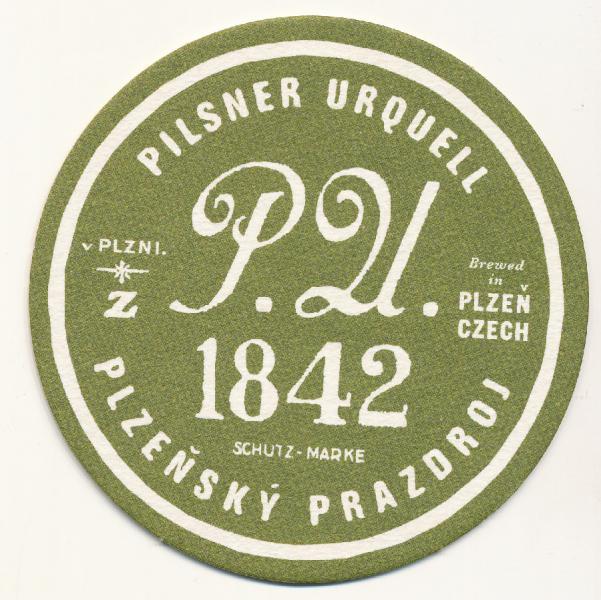 PILSNER URQUELL
P.U.
v PLZNI.
Z
Brewed
in
PLZEŇ
CZECH
1842
SCHUTZ-MARKE
PLZEŇSKÝ PRAZDROJ